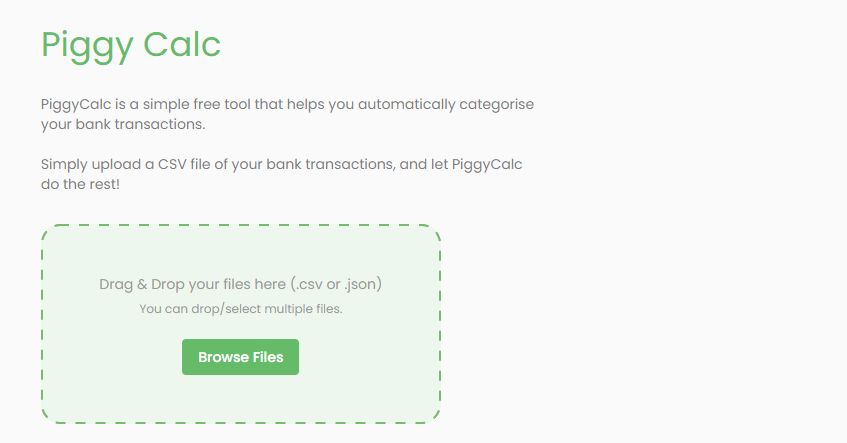 Piggy Calc
PiggyCalc is a simple free tool that helps you automatically categorise
your bank transactions.
Simply upload a CSV file of your bank transactions, and let PiggyCalc
do the rest!
Drag & Drop your files here (.csv or .json)
You can drop/select multiple files.
Browse Files